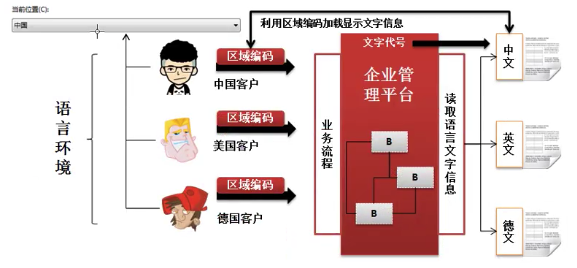 当前位置(C):
中国
利用区域编码加载显示文字信息
区域编码
中国客户
文字代号
中文
企业管
理平台
语言环境
区域编码
美国客户
业务流程
读取语言文字信息
B
B
B
英文
区域编码
德国客户
德文